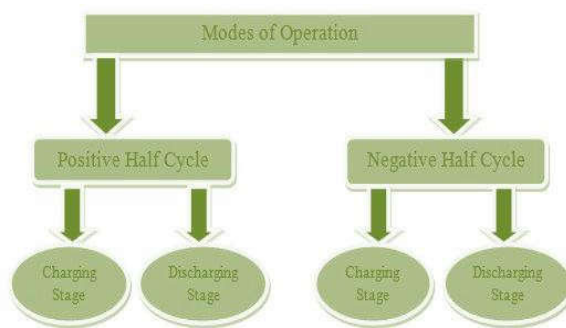 Modes of Operation
Positive Half Cycle
Negative Half Cycle
Charging
Stage
Discharging
Stage
Charging
Stage
Discharging
Stage